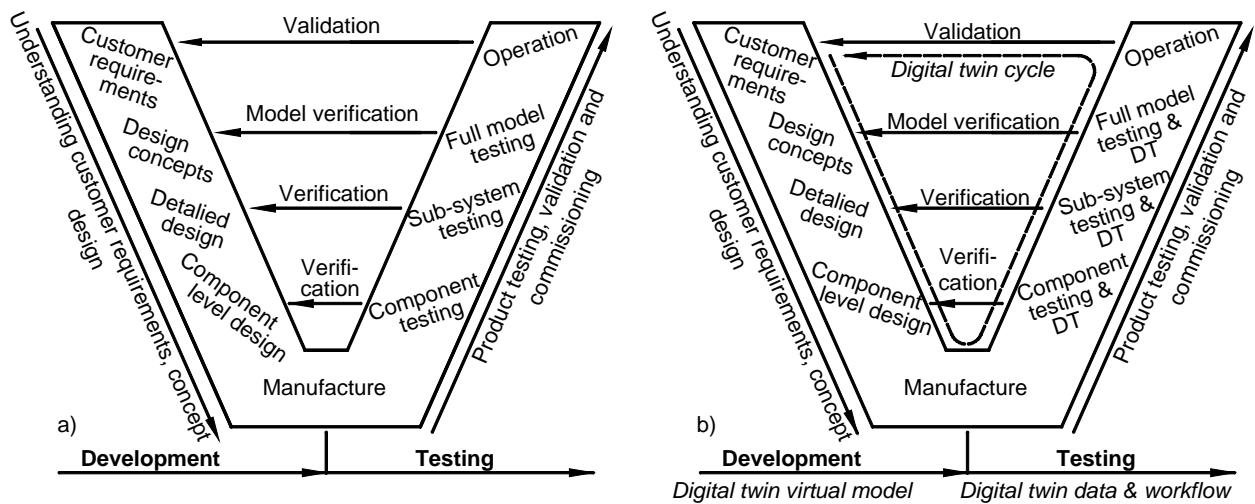 Understanding customer requirements, concept
design
Customer
require-
ments
Design
concepts
Detalied
design
Component
level design
Validation
Model verification
Verification
Verifi-
cation
Operation
Full model
testing
Sub-system
testing
Component
testing
Product testing, validation and
commissioning
Manufacture
a)
Development
Testing
Understanding customer requirements, concept
design
Customer
require-
ments
Design
concepts
Detalied
design
Component
level design
Validation
Digital twin cycle
Model verification
Verification
Verifi-
cation
Operation
Full model
testing &
DT
Sub-system
testing &
DT
Component
testing &
DT
Product testing, validation and
commissioning
Manufacture
b)
Development
Testing
Digital twin virtual model
Digital twin data & workflow